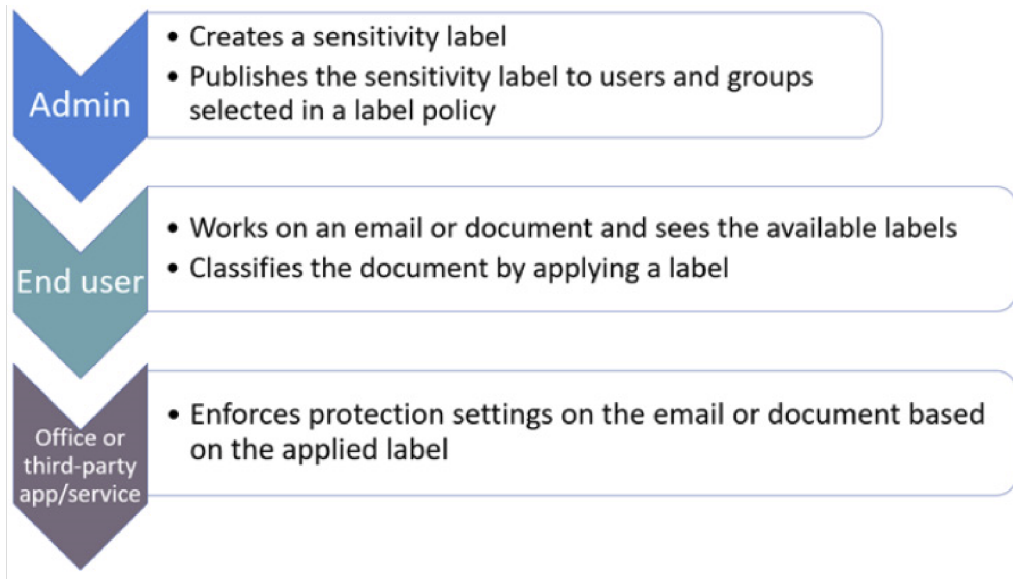 Admin
• Creates a sensitivity label
• Publishes the sensitivity label to users and groups
selected in a label policy
End user
• Works on an email or document and sees the available labels
• Classifies the document by applying a label
Office or
third-party
app/service
• Enforces protection settings on the email or document based
on the applied label